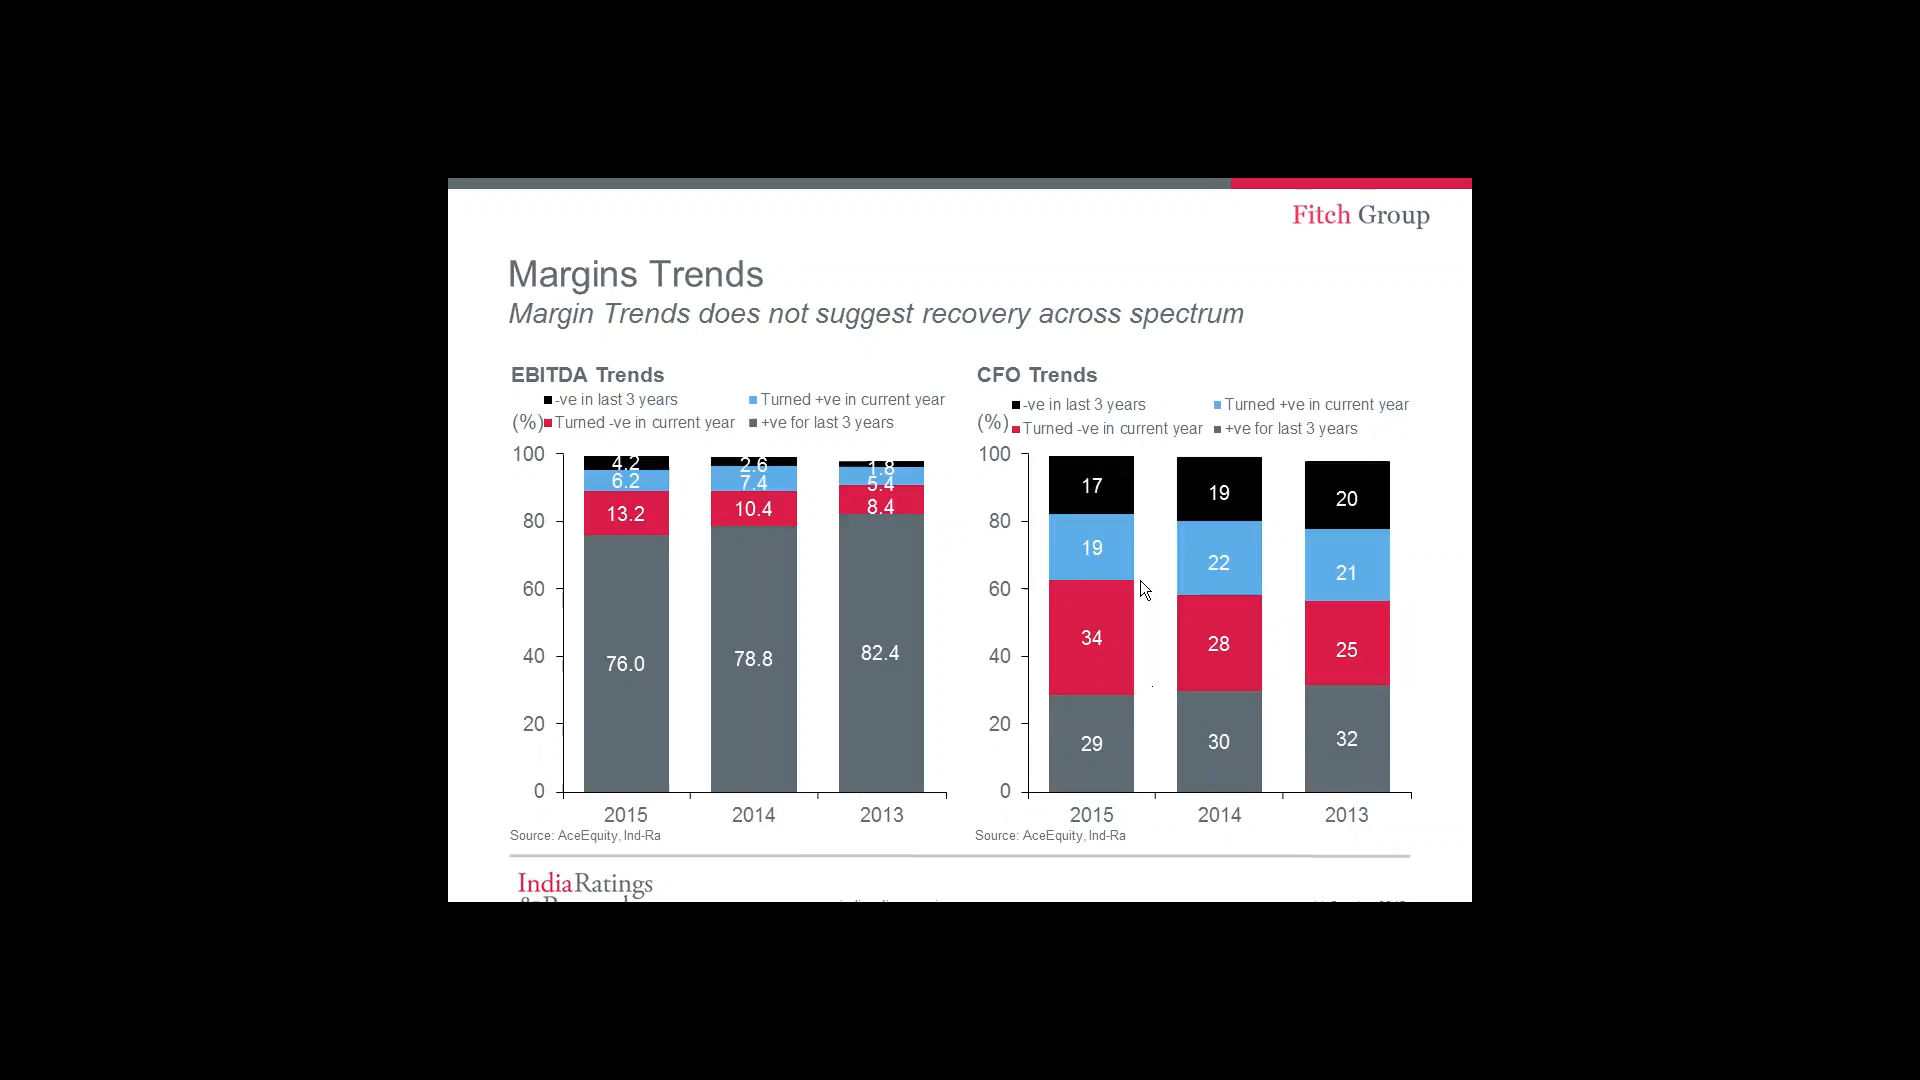 Fitch Group
Margins Trends
Margin Trends does not suggest recovery across spectrum
EBITDA Trends
-ve in last 3 years
Turned +ve in current year
(%)
Turned -ve in current year
+ve for last 3 years
100
80
60
40
20
0
4.2
6.2
13.2
76.0
2.6
7.4
10.4
78.8
1.8
5.4
8.4
82.4
2015
2014
2013
Source: AceEquity, Ind-Ra
CFO Trends
-ve in last 3 years
Turned +ve in current year
(%)
Turned -ve in current year
+ve for last 3 years
100
80
60
40
20
0
17
19
34
29
19
22
28
30
20
21
25
32
2015
2014
2013
Source: AceEquity, Ind-Ra
IndiaRatings